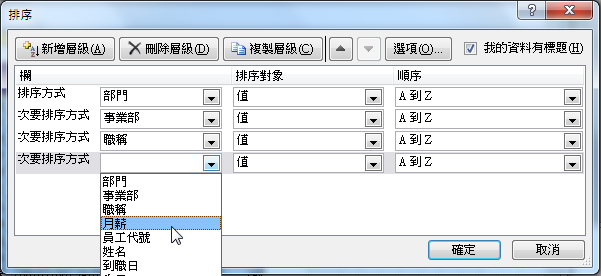 排序
新增層級(A) 刪除層級(D) 複製層級(C) 選項(O)... 我的資料有標題(H)
欄 排序對象 順序
排序方式 部門 值 A 到 Z
次要排序方式 事業部 值 A 到 Z
次要排序方式 職稱 值 A 到 Z
次要排序方式 值 A 到 Z
部門
事業部
職稱
月薪
員工代號
姓名
到職日
確定 取消